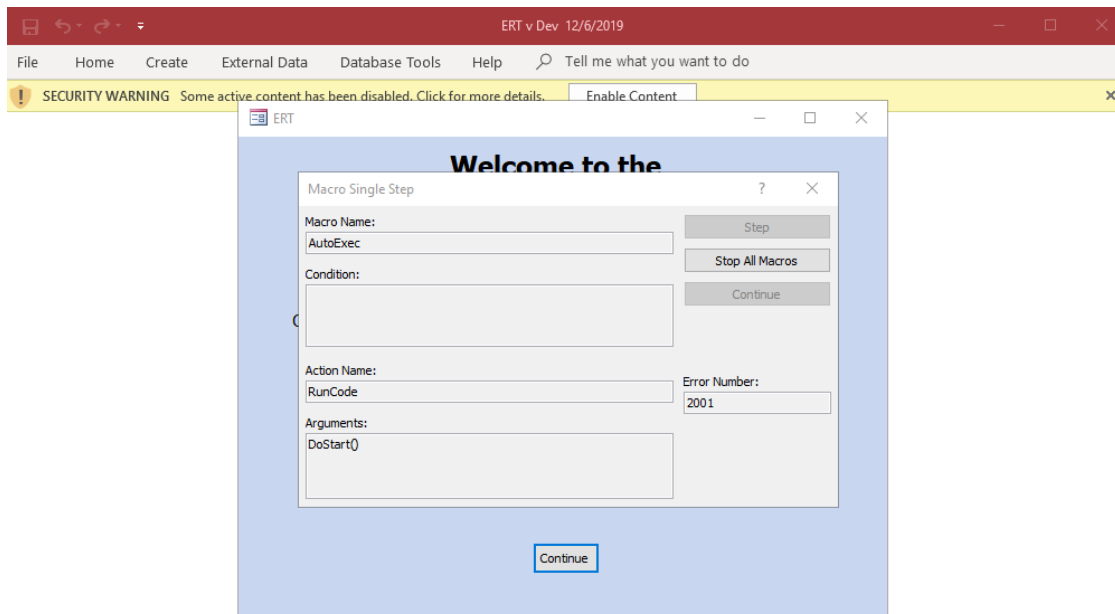 ERT v Dev 12/6/2019
File Home Create External Data Database Tools Help Tell me what you want to do
SECURITY WARNING Some active content has been disabled. Click for more details. Enable Content
ERT
Welcome to the
Macro Single Step
Macro Name:
AutoExec
Step
Stop All Macros
Condition:
Continue
Action Name:
RunCode
Error Number:
2001
Arguments:
DoStart()
Continue